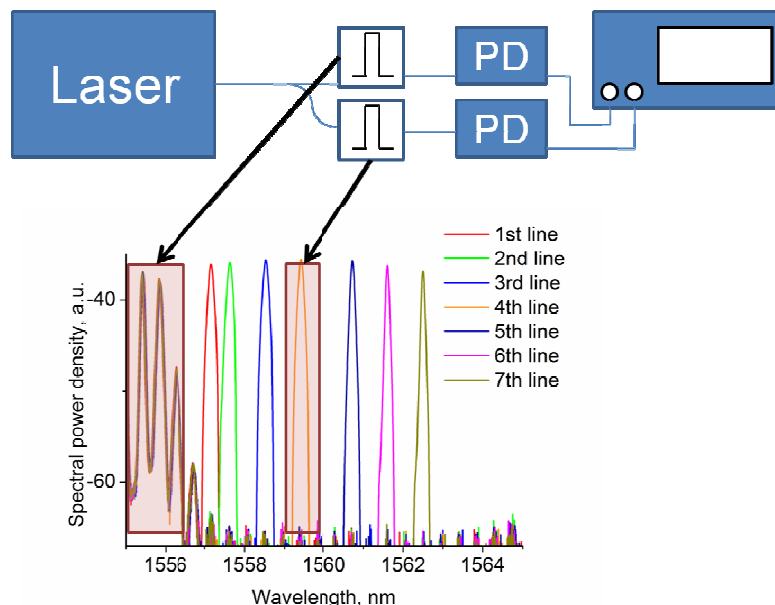 Laser
PD
PD
1st line
2nd line
3rd line
4th line
5th line
6th line
7th line
-40
-60
Spectral power density, a.u.
1556
1558
1560
1562
1564
Wavelength, nm